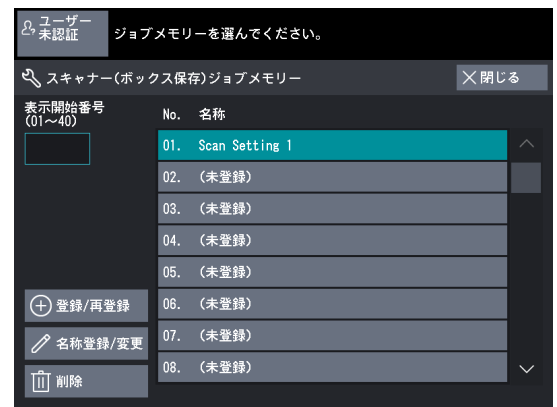 ユーザー
未認証
ジョブメモリーを選んでください。
スキャナー(ボックス保存)ジョブメモリー
閉じる
表示開始番号
(01～40)
No. 名称
01. Scan Setting 1
02. (未登録)
03. (未登録)
04. (未登録)
05. (未登録)
06. (未登録)
07. (未登録)
08. (未登録)
登録/再登録
名称登録/変更
削除